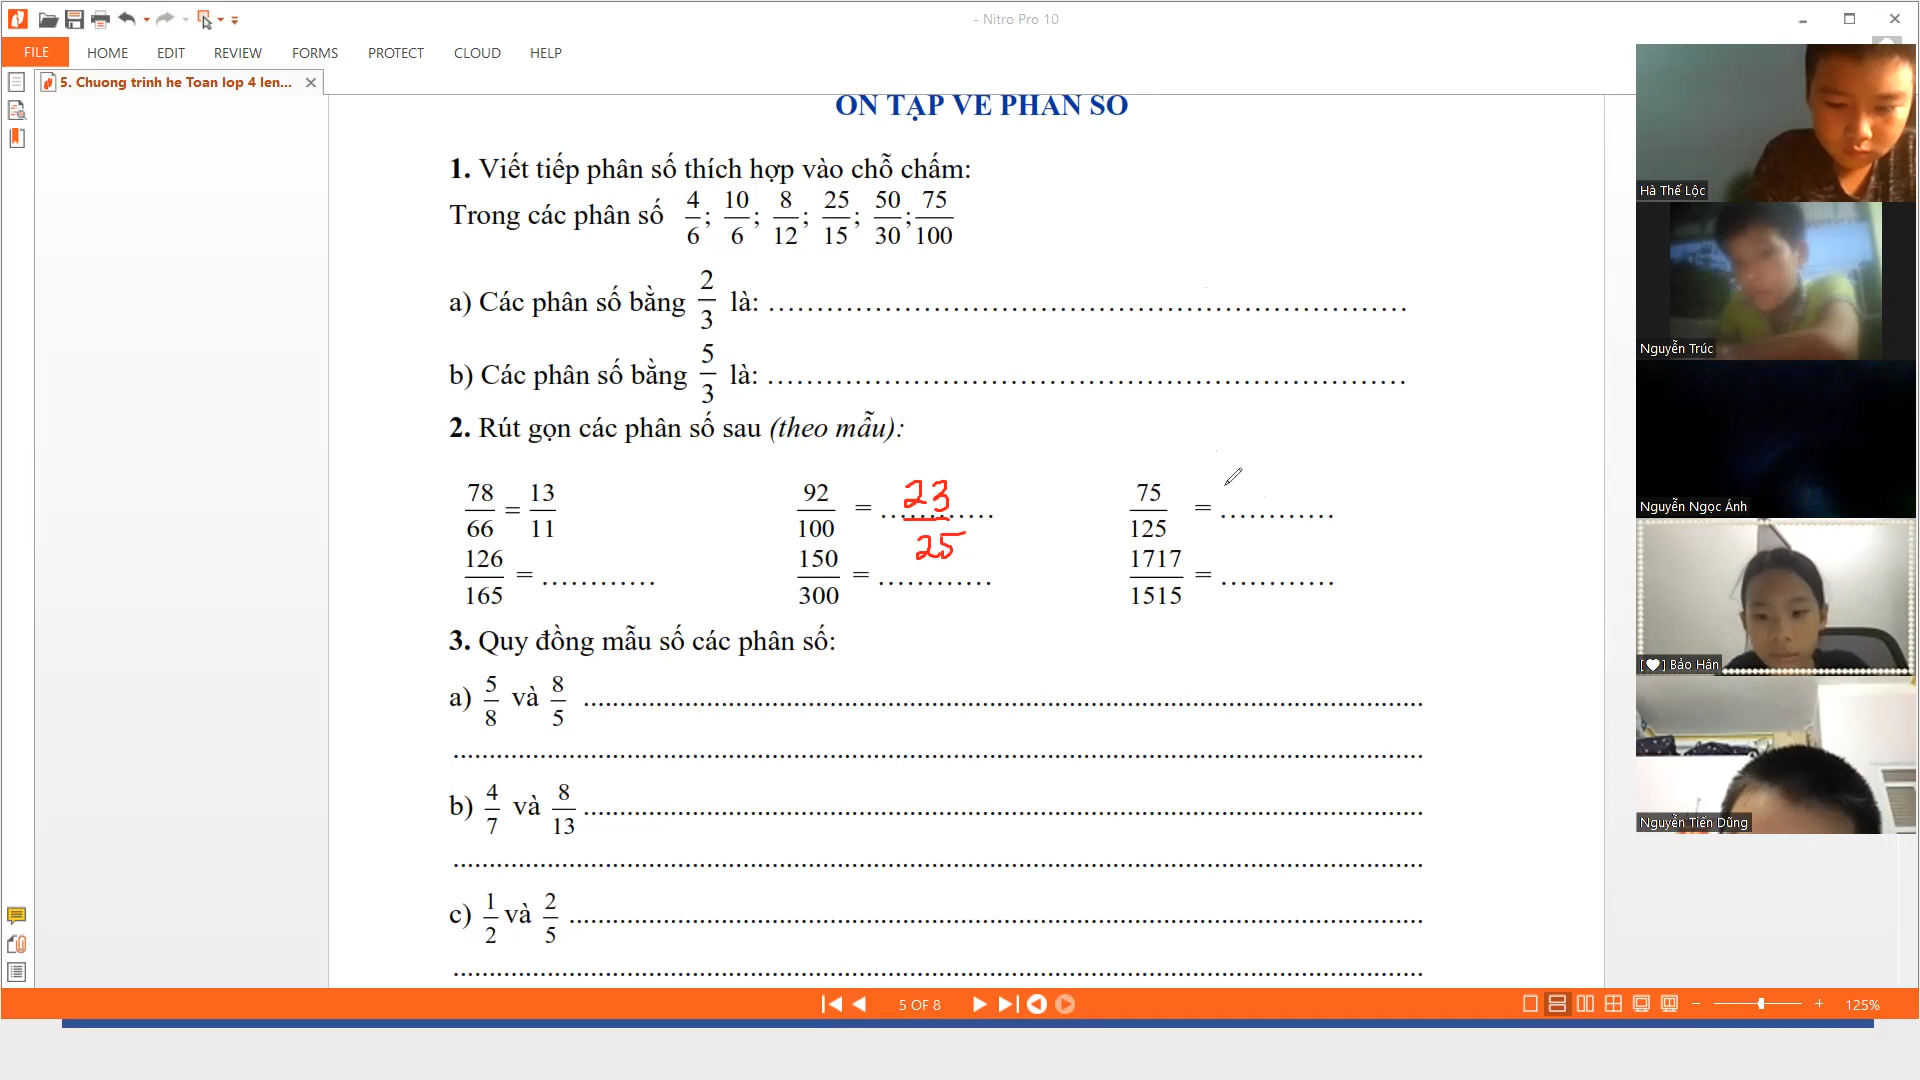 - Nitro Pro 10
FILE HOME EDIT REVIEW FORMS PROTECT CLOUD HELP
5. Chuong trinh he Toan lop 4 len...
ÔN TẬP VỀ PHÂN SỐ
1. Viết tiếp phân số thích hợp vào chỗ chấm:
Trong các phân số 4/6; 10/6; 8/12; 25/15; 50/30; 75/100
a) Các phân số bằng 2/3 là: ....................................................
b) Các phân số bằng 5/3 là: ....................................................
2. Rút gọn các phân số sau (theo mẫu):
78/66 = 13/11 92/100 = ............ 23/25 75/125 = ............
126/165 = ............ 150/300 = ............ 1717/1515 = ............
3. Quy đồng mẫu số các phân số:
a) 5/8 và 8/5 ....................................................
....................................................
b) 4/7 và 8/13 ....................................................
....................................................
c) 1/2 và 2/5 ....................................................
....................................................
5 OF 8
125%
Hà Thế Lộc
Nguyễn Trúc
Nguyễn Ngọc Ánh
[♥] Bảo Hân
Nguyễn Tiến Dũng